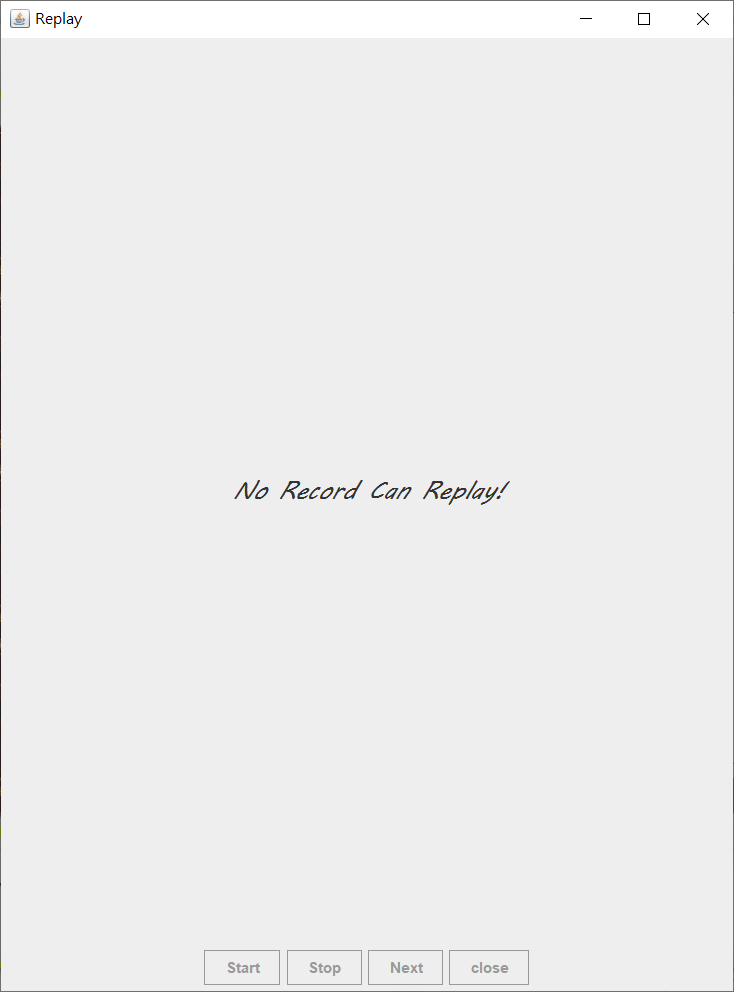 Replay
No Record Can Replay!
Start Stop Next close